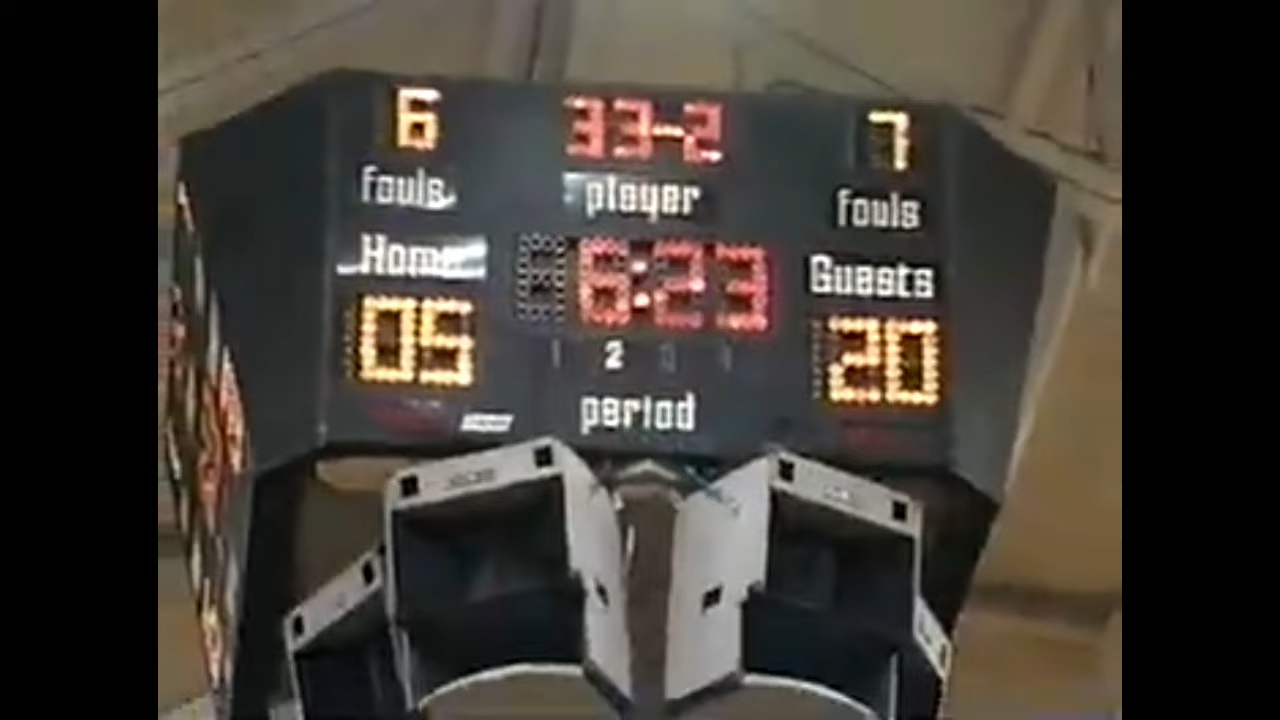 6 33-2 7
fouls player fouls
Home 6:23 Guests
05 2 20
period